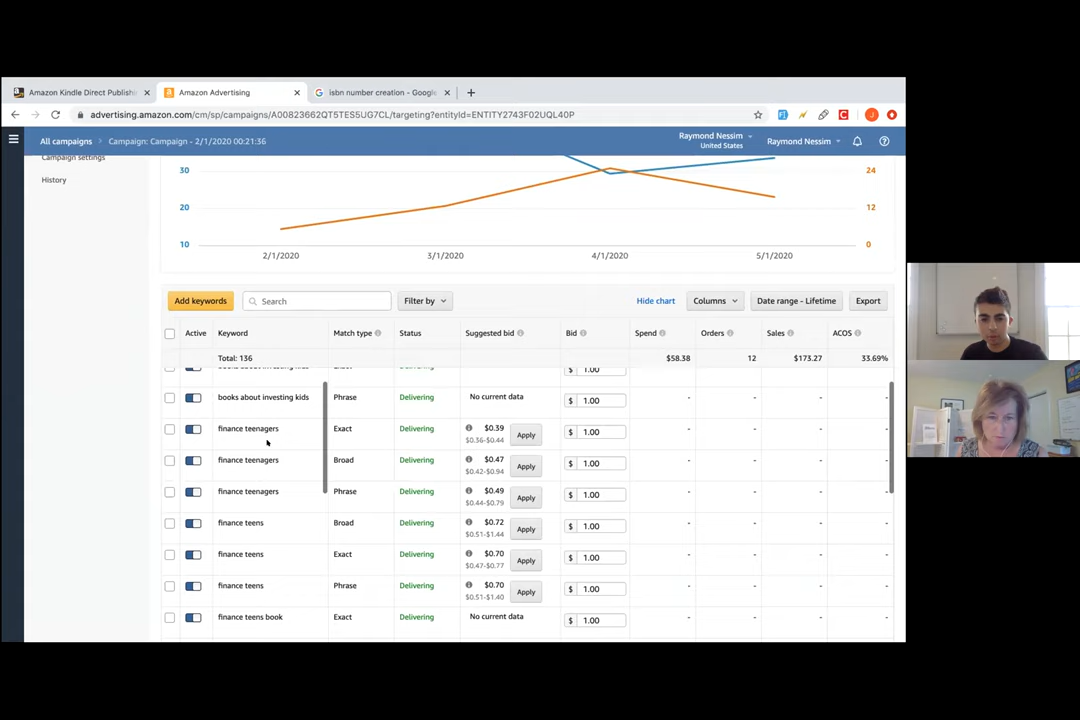 Amazon Kindle Direct Publishin
Amazon Advertising
isbn number creation - Google
advertising.amazon.com/cm/sp/campaigns/A00823662QT5TES5UG7CL/targeting?entityId=ENTITY2743F02UQL40P
All campaigns
Campaign: Campaign - 2/1/2020 00:21:36
Raymond Nessim
United States
Raymond Nessim
Campaign settings
History
30 24
20 12
10 0
2/1/2020 3/1/2020 4/1/2020 5/1/2020
Add keywords Search Filter by Hide chart Columns Date range - Lifetime Export
Active Keyword Match type Status Suggested bid Bid Spend Orders Sales ACOS
Total: 136 $58.38 12 $173.27 33.69%
books about investing kids Exact $ 1.00
books about investing kids Phrase Delivering No current data $ 1.00 - - - -
finance teenagers Exact Delivering $0.39 Apply $ 1.00 - - - -
$0.36-$0.44
finance teenagers Broad Delivering $0.47 Apply $ 1.00 - - - -
$0.42-$0.94
finance teenagers Phrase Delivering $0.49 Apply $ 1.00 - - - -
$0.44-$0.79
finance teens Broad Delivering $0.72 Apply $ 1.00 - - - -
$0.51-$1.44
finance teens Exact Delivering $0.70 Apply $ 1.00 - - - -
$0.47-$0.77
finance teens Phrase Delivering $0.70 Apply $ 1.00 - - - -
$0.51-$1.40
finance teens book Exact Delivering No current data $ 1.00 - - - -